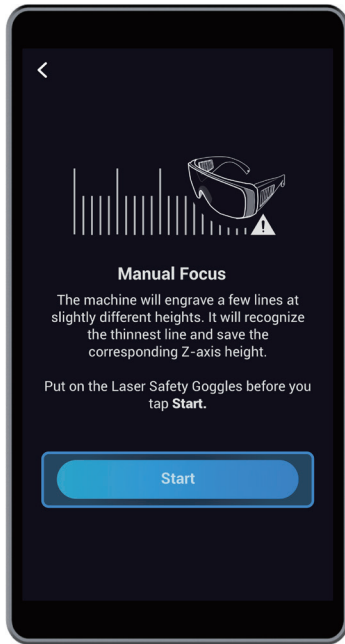 Manual Focus
The machine will engrave a few lines at
slightly different heights. It will recognize
the thinnest line and save the
corresponding Z-axis height.
Put on the Laser Safety Goggles before you
tap Start.
Start